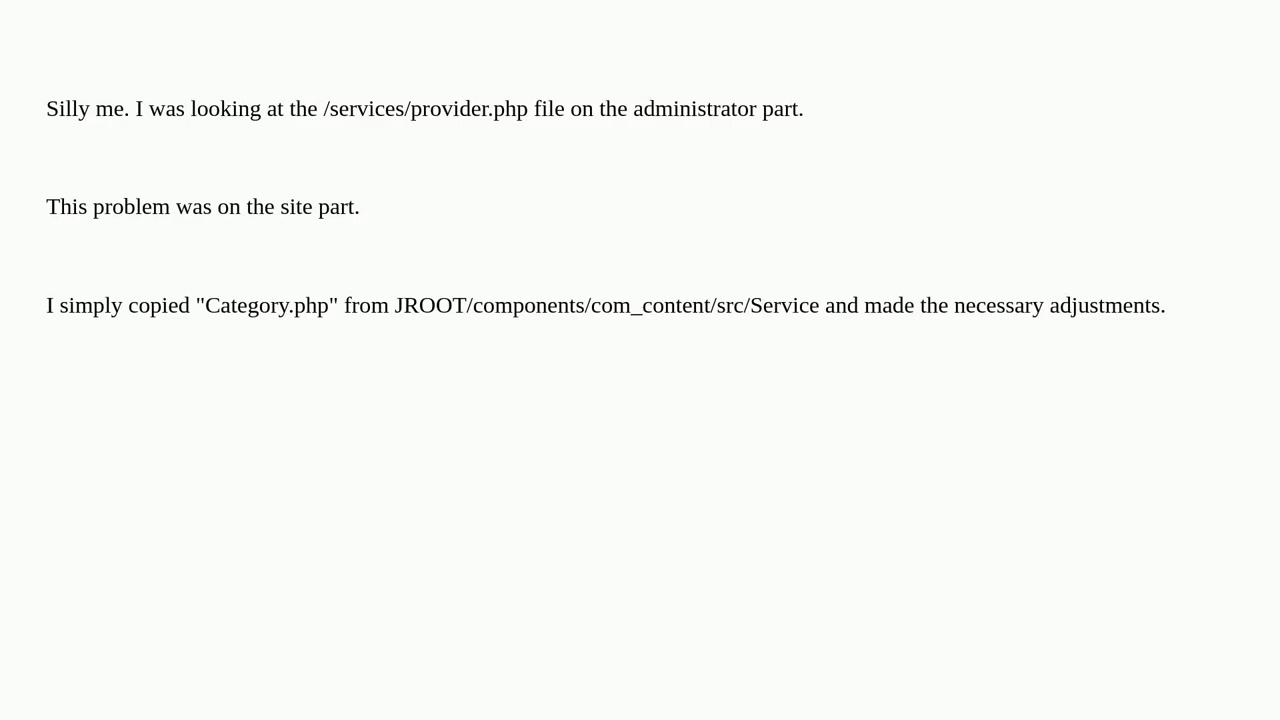 Silly me. I was looking at the /services/provider.php file on the administrator part.
This problem was on the site part.
I simply copied "Category.php" from JROOT/components/com_content/src/Service and made the necessary adjustments.